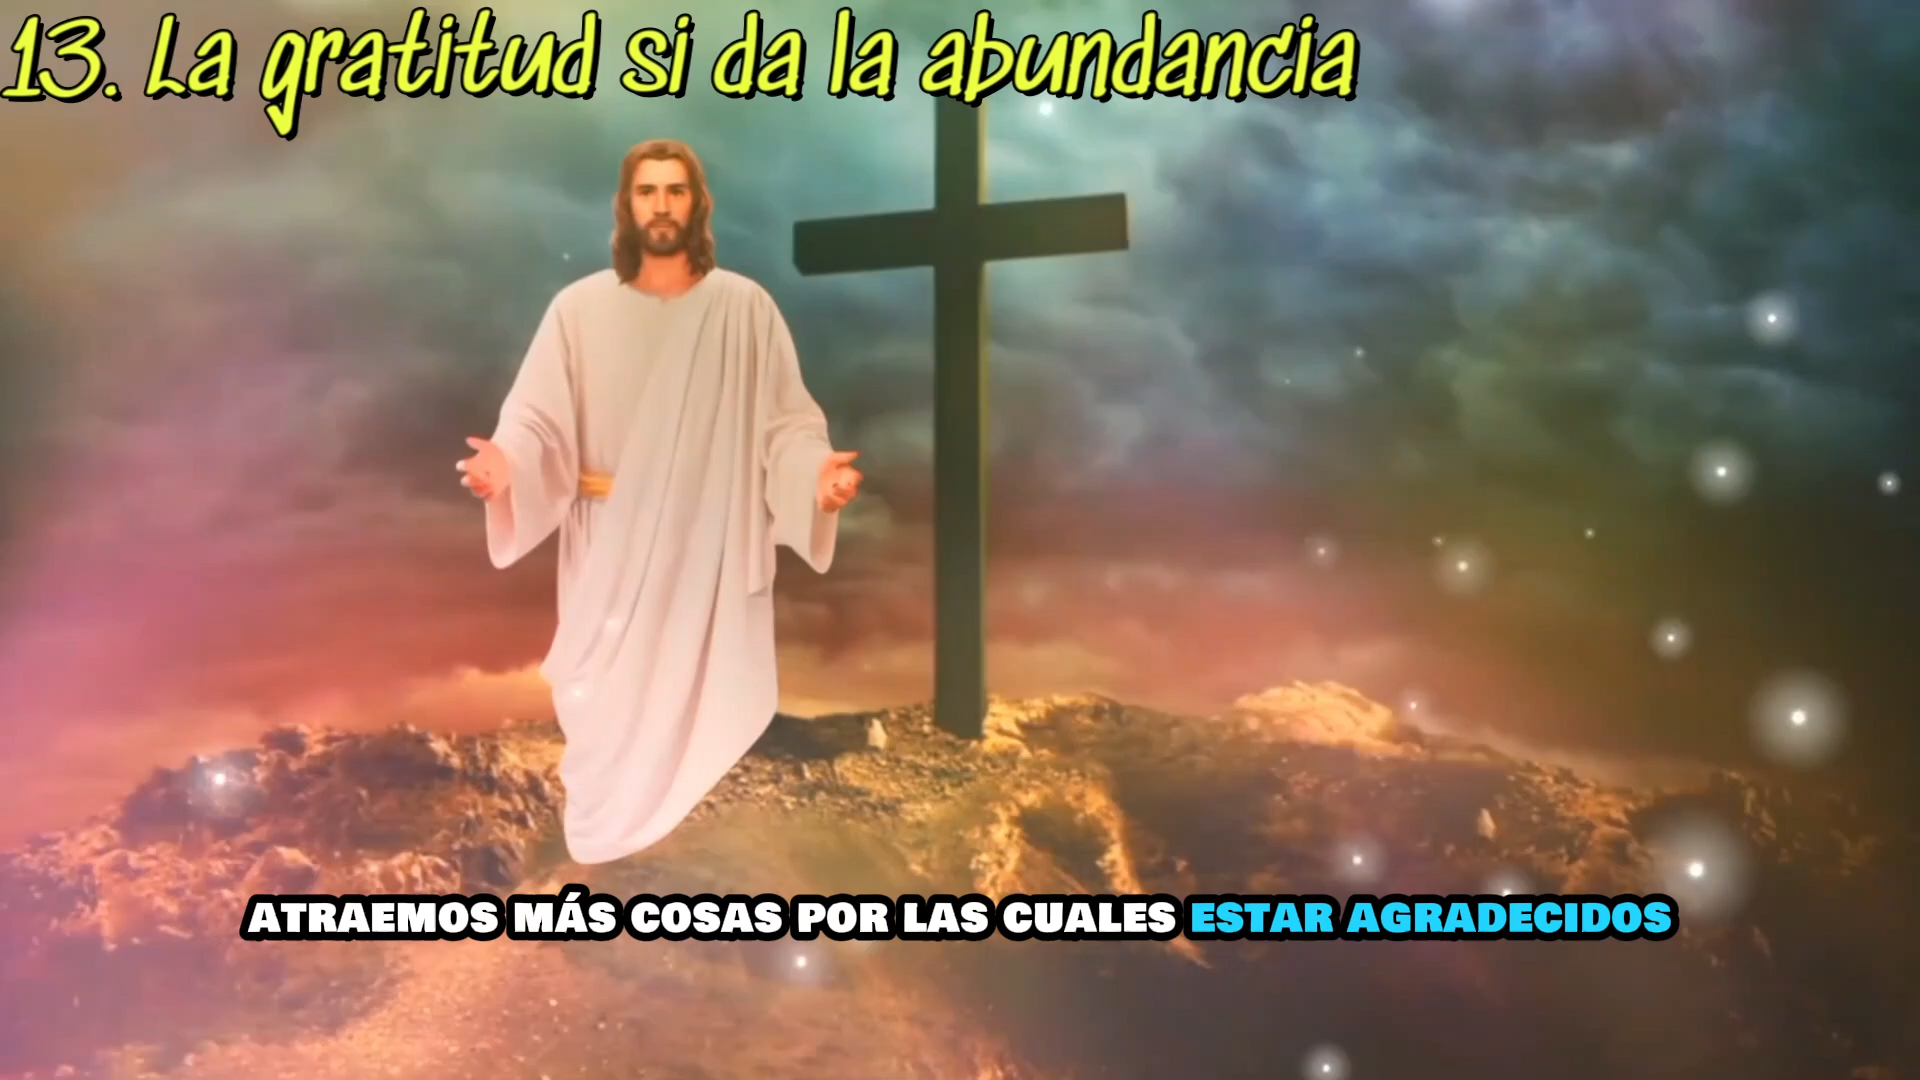 13. La gratitud si da la abundancia
ATRAEMOS MÁS COSAS POR LAS CUALES ESTAR AGRADECIDOS